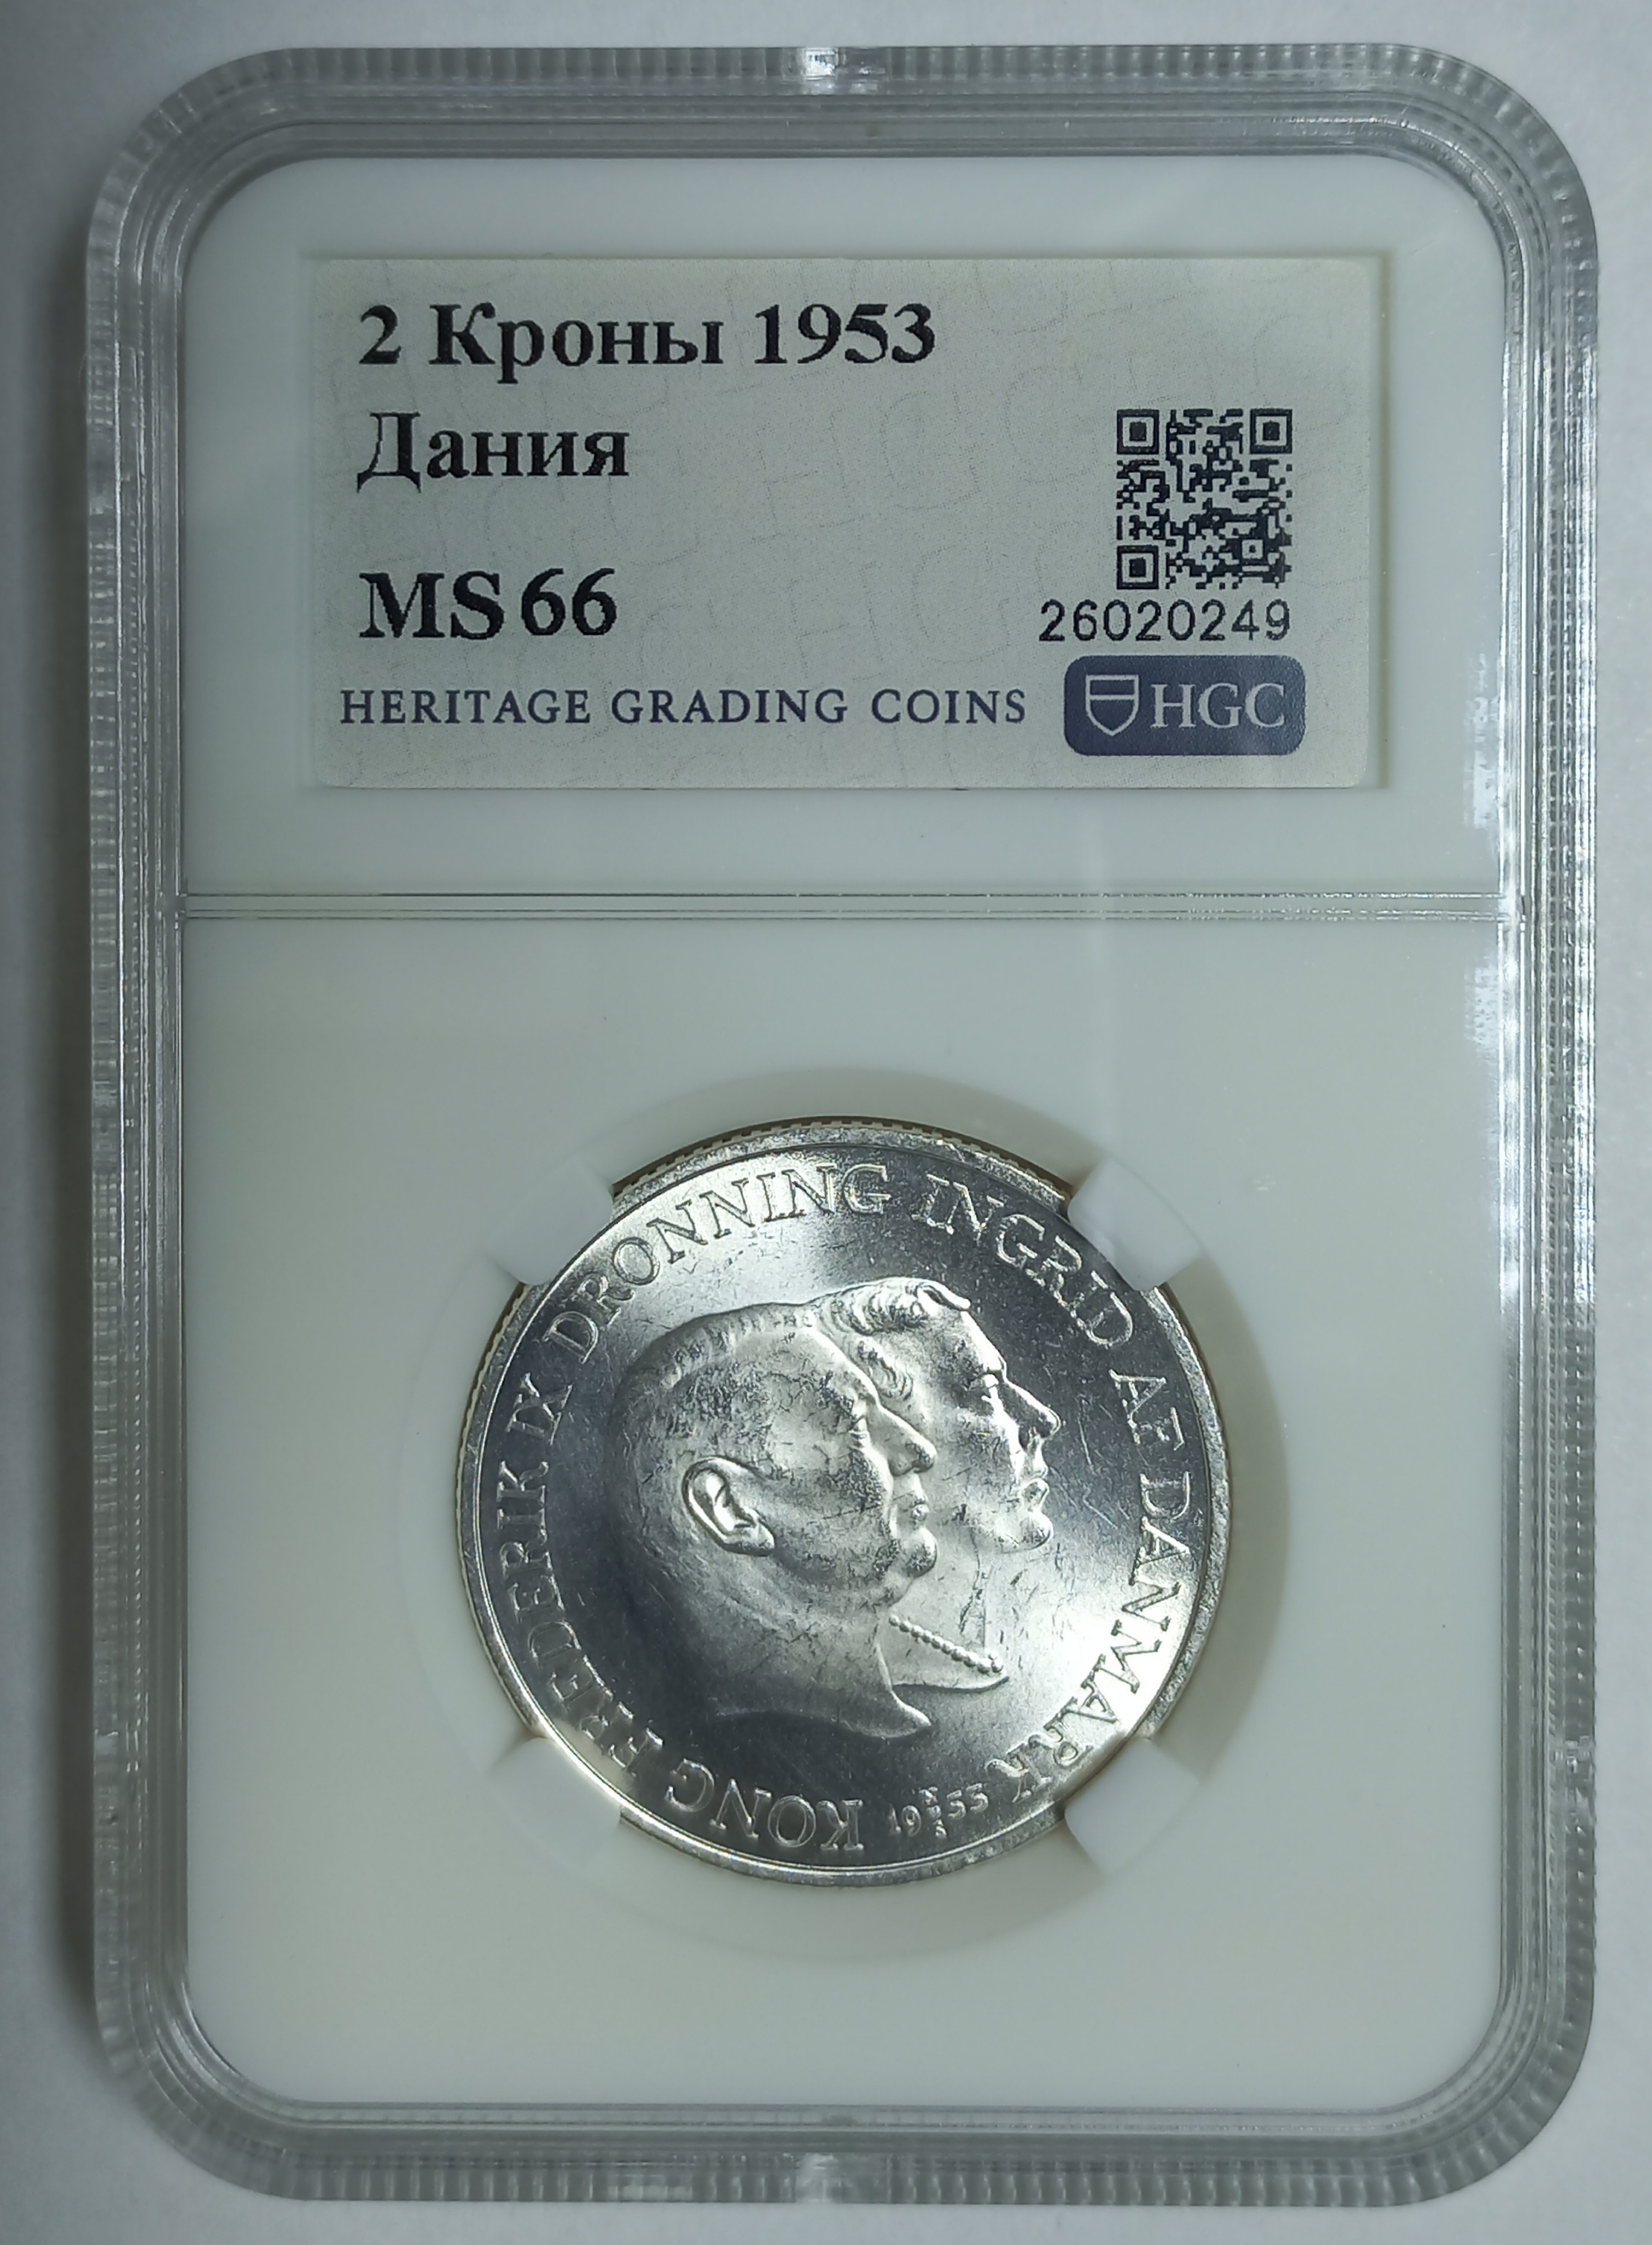 2 Кроны 1953
Дания
MS 66
26020249
HERITAGE GRADING COINS
HGC
KONG FREDERIK IX DRONNING INGRID AF DANMARK
1953